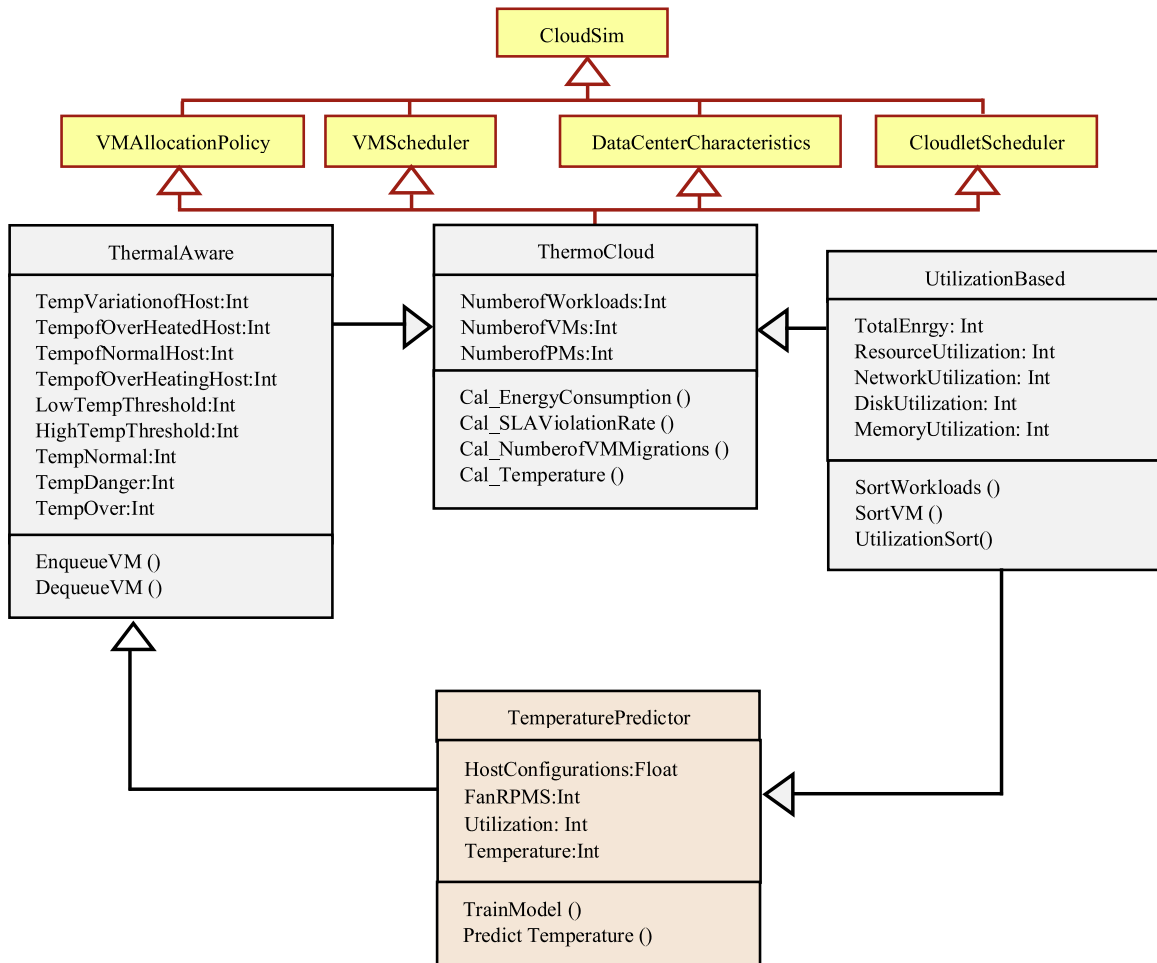 CloudSim
VMAllocationPolicy
VMScheduler
DataCenterCharacteristics
CloudletScheduler
ThermalAware
TempVariationofHost:Int
TempofOverHeatedHost:Int
TempofNormalHost:Int
TempofOverHeatingHost:Int
LowTempThreshold:Int
HighTempThreshold:Int
TempNormal:Int
TempDanger:Int
TempOver:Int
EnqueueVM ()
DequeueVM ()
ThermoCloud
NumberofWorkloads:Int
NumberofVMs:Int
NumberofPMs:Int
Cal_EnergyConsumption ()
Cal_SLAViolationRate ()
Cal_NumberofVMMigrations ()
Cal_Temperature ()
UtilizationBased
TotalEnrgy: Int
ResourceUtilization: Int
NetworkUtilization: Int
DiskUtilization: Int
MemoryUtilization: Int
SortWorkloads ()
SortVM ()
UtilizationSort()
TemperaturePredictor
HostConfigurations:Float
FanRPMS:Int
Utilization: Int
Temperature:Int
TrainModel ()
Predict Temperature ()